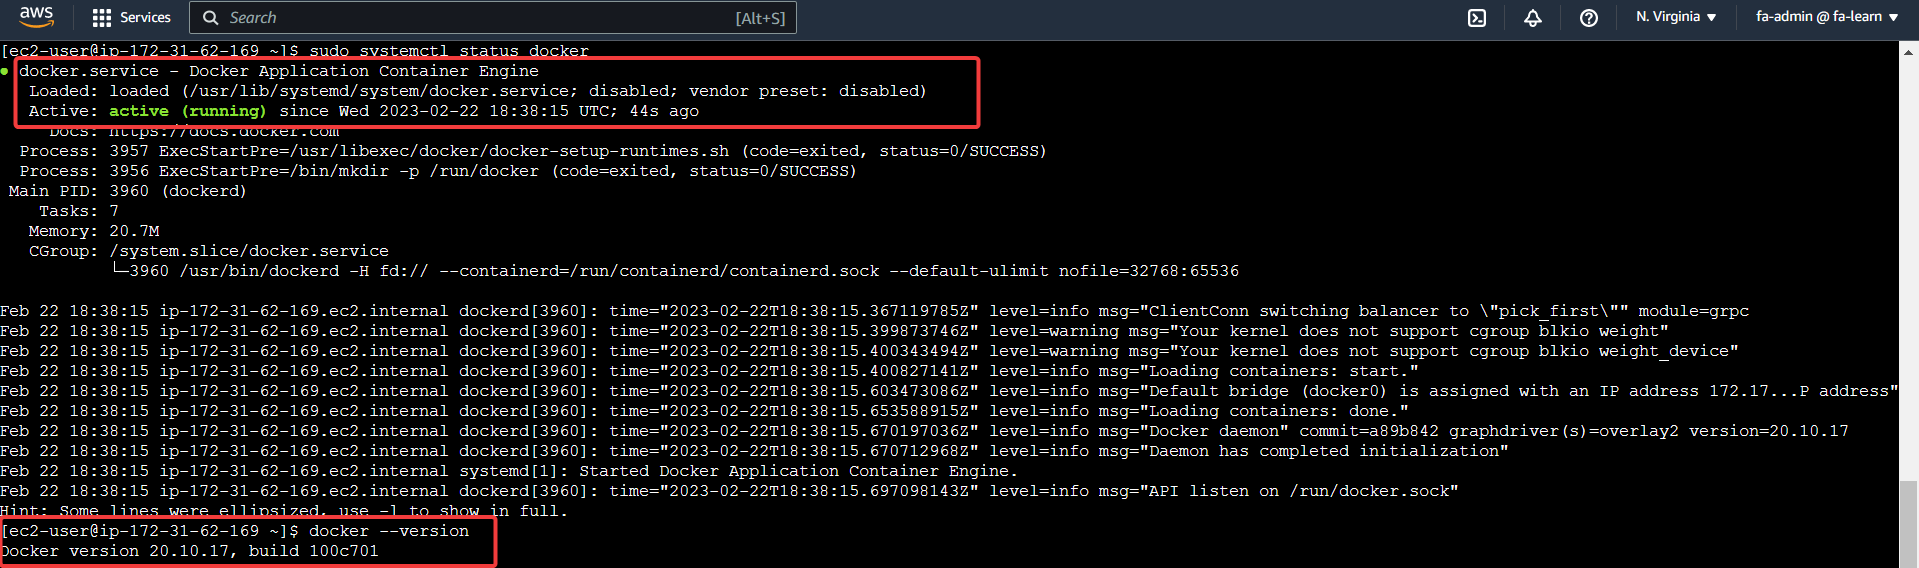 aws
Services
Search
[Alt+S]
N. Virginia
fa-admin @ fa-learn
[ec2-user@ip-172-31-62-169 ~]$ sudo systemctl status docker
● docker.service - Docker Application Container Engine
Loaded: loaded (/usr/lib/systemd/system/docker.service; disabled; vendor preset: disabled)
Active: active (running) since Wed 2023-02-22 18:38:15 UTC; 44s ago
Docs: https://docs.docker.com
Process: 3957 ExecStartPre=/usr/libexec/docker/docker-setup-runtimes.sh (code=exited, status=0/SUCCESS)
Process: 3956 ExecStartPre=/bin/mkdir -p /run/docker (code=exited, status=0/SUCCESS)
Main PID: 3960 (dockerd)
Tasks: 7
Memory: 20.7M
CGroup: /system.slice/docker.service
└─3960 /usr/bin/dockerd -H fd:// --containerd=/run/containerd/containerd.sock --default-ulimit nofile=32768:65536
Feb 22 18:38:15 ip-172-31-62-169.ec2.internal dockerd[3960]: time="2023-02-22T18:38:15.367119785Z" level=info msg="ClientConn switching balancer to \"pick_first\"" module=grpc
Feb 22 18:38:15 ip-172-31-62-169.ec2.internal dockerd[3960]: time="2023-02-22T18:38:15.399873746Z" level=warning msg="Your kernel does not support cgroup blkio weight"
Feb 22 18:38:15 ip-172-31-62-169.ec2.internal dockerd[3960]: time="2023-02-22T18:38:15.400343494Z" level=warning msg="Your kernel does not support cgroup blkio weight_device"
Feb 22 18:38:15 ip-172-31-62-169.ec2.internal dockerd[3960]: time="2023-02-22T18:38:15.400827141Z" level=info msg="Loading containers: start."
Feb 22 18:38:15 ip-172-31-62-169.ec2.internal dockerd[3960]: time="2023-02-22T18:38:15.603473086Z" level=info msg="Default bridge (docker0) is assigned with an IP address 172.17...P address"
Feb 22 18:38:15 ip-172-31-62-169.ec2.internal dockerd[3960]: time="2023-02-22T18:38:15.653588915Z" level=info msg="Loading containers: done."
Feb 22 18:38:15 ip-172-31-62-169.ec2.internal dockerd[3960]: time="2023-02-22T18:38:15.670197036Z" level=info msg="Docker daemon" commit=a89b842 graphdriver(s)=overlay2 version=20.10.17
Feb 22 18:38:15 ip-172-31-62-169.ec2.internal dockerd[3960]: time="2023-02-22T18:38:15.670712968Z" level=info msg="Daemon has completed initialization"
Feb 22 18:38:15 ip-172-31-62-169.ec2.internal systemd[1]: Started Docker Application Container Engine.
Feb 22 18:38:15 ip-172-31-62-169.ec2.internal dockerd[3960]: time="2023-02-22T18:38:15.697098143Z" level=info msg="API listen on /run/docker.sock"
Hint: Some lines were ellipsized, use -l to show in full.
[ec2-user@ip-172-31-62-169 ~]$ docker --version
Docker version 20.10.17, build 100c701